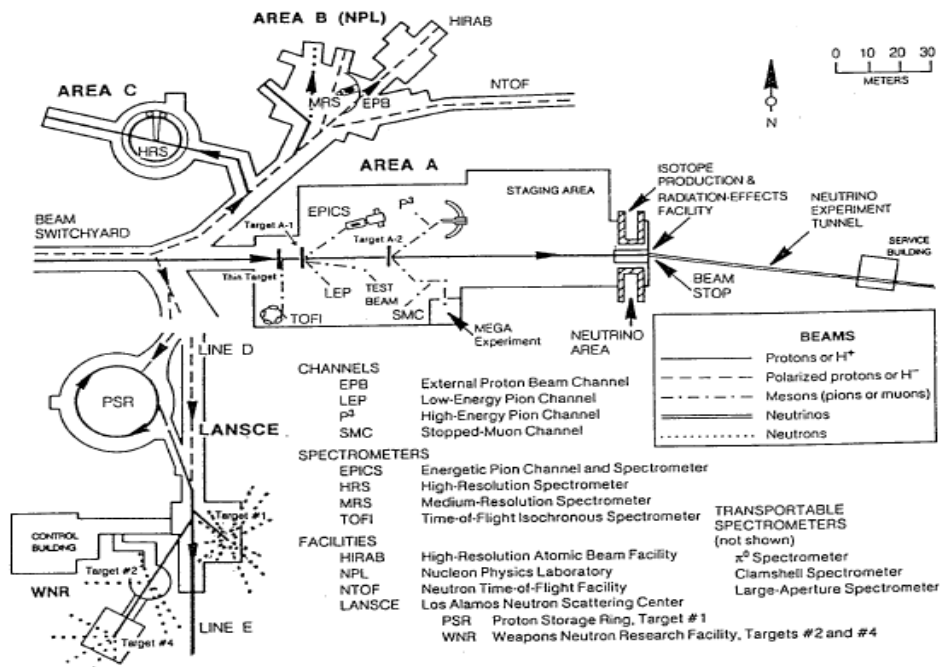 AREA B (NPL)
HIRAB
MRS
EPB
NTOF
0 10 20 30
METERS
N
AREA C
HRS
AREA A
STAGING AREA
ISOTOPE
PRODUCTION &
RADIATION-EFFECTS
FACILITY
NEUTRINO
EXPERIMENT
TUNNEL
SERVICE
BUILDING
BEAM
SWITCHYARD
Target A-1
EPICS
P³
Target A-2
Thin Target
LEP
TEST
BEAM
SMC
TOFI
MEGA
Experiment
NEUTRINO
AREA
BEAM
STOP
LINE D
PSR
LANSCE
Target #1
CONTROL
BUILDING
Target #2
WNR
Target #4
LINE E
BEAMS
Protons or H⁺
Polarized protons or H⁻
Mesons (pions or muons)
Neutrinos
Neutrons
CHANNELS
EPB External Proton Beam Channel
LEP Low-Energy Pion Channel
P³ High-Energy Pion Channel
SMC Stopped-Muon Channel
SPECTROMETERS
EPICS Energetic Pion Channel and Spectrometer
HRS High-Resolution Spectrometer
MRS Medium-Resolution Spectrometer
TOFI Time-of-Flight Isochronous Spectrometer
FACILITIES
HIRAB High-Resolution Atomic Beam Facility
NPL Nucleon Physics Laboratory
NTOF Neutron Time-of-Flight Facility
LANSCE Los Alamos Neutron Scattering Center
PSR Proton Storage Ring, Target #1
WNR Weapons Neutron Research Facility, Targets #2 and #4
TRANSPORTABLE
SPECTROMETERS
(not shown)
π⁰ Spectrometer
Clamshell Spectrometer
Large-Aperture Spectrometer